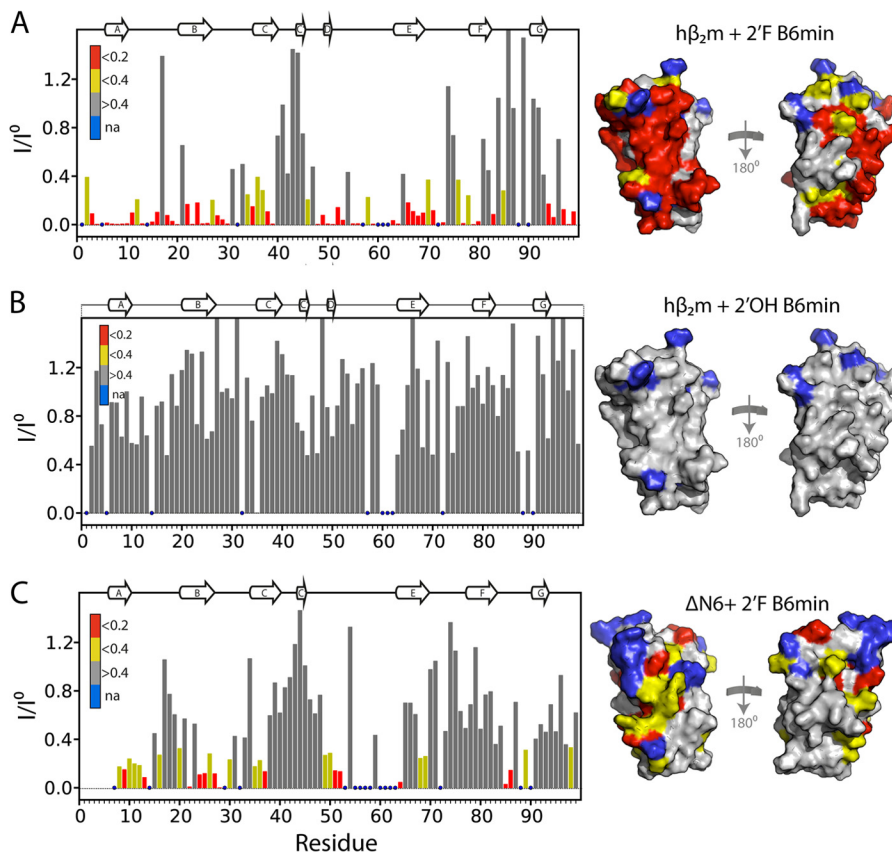 A
A B C C' D E F G
hβ₂m + 2'F B6min
<0.2
<0.4
>0.4
na
I/I⁰
1.2
0.8
0.4
0.0
0 10 20 30 40 50 60 70 80 90
180⁰
B
A B C C' D E F G
hβ₂m + 2'OH B6min
<0.2
<0.4
>0.4
na
I/I⁰
1.2
0.8
0.4
0.0
0 10 20 30 40 50 60 70 80 90
180⁰
C
A B C C' E F G
ΔN6+ 2'F B6min
<0.2
<0.4
>0.4
na
I/I⁰
1.2
0.8
0.4
0.0
0 10 20 30 40 50 60 70 80 90
180⁰
Residue